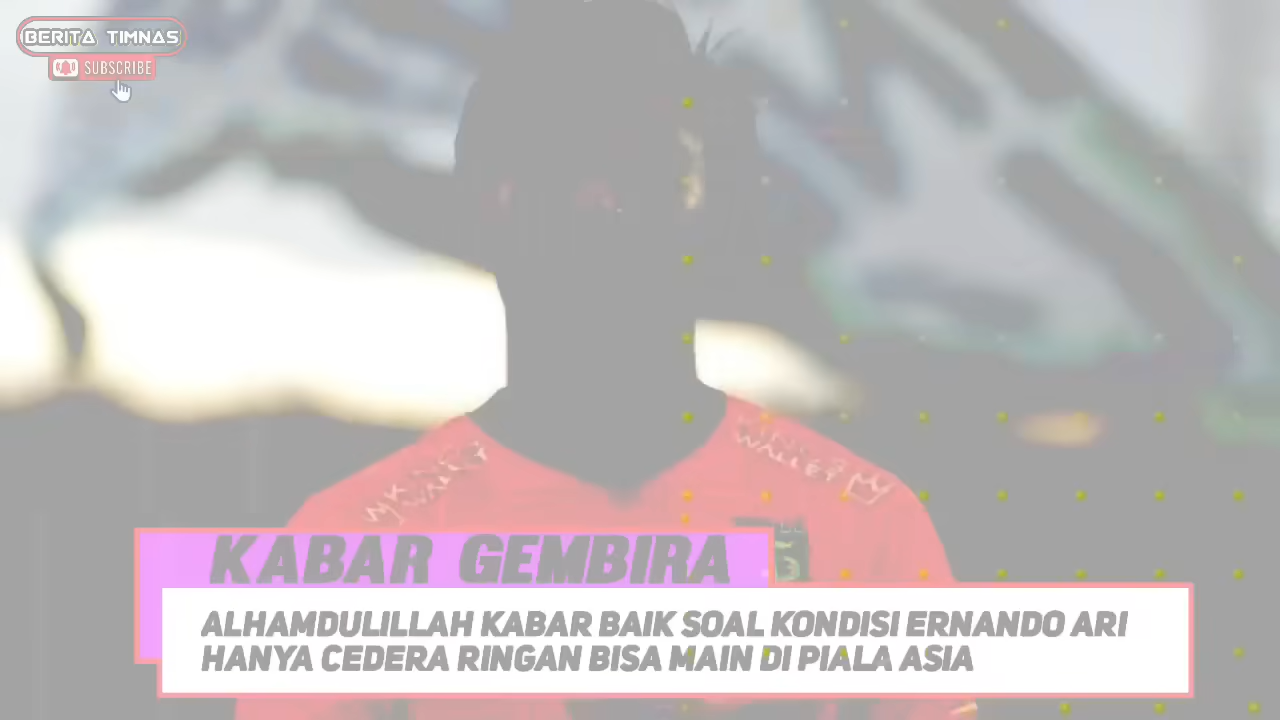 BERITA TIMNAS
SUBSCRIBE
KABAR GEMBIRA
ALHAMDULILLAH KABAR BAIK SOAL KONDISI ERNANDO ARI
HANYA CEDERA RINGAN BISA MAIN DI PIALA ASIA